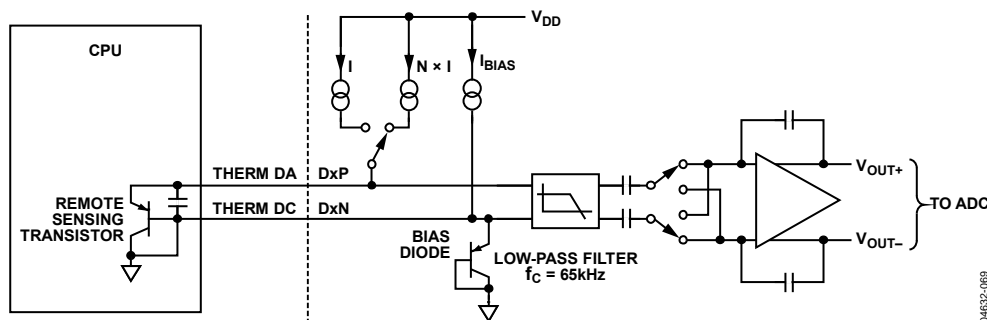 CPU
V_DD
I
N × I
I_BIAS
THERM DA
DxP
THERM DC
DxN
REMOTE
SENSING
TRANSISTOR
BIAS
DIODE
LOW-PASS FILTER
f_C = 65kHz
V_OUT+
V_OUT–
TO ADC
04632-069